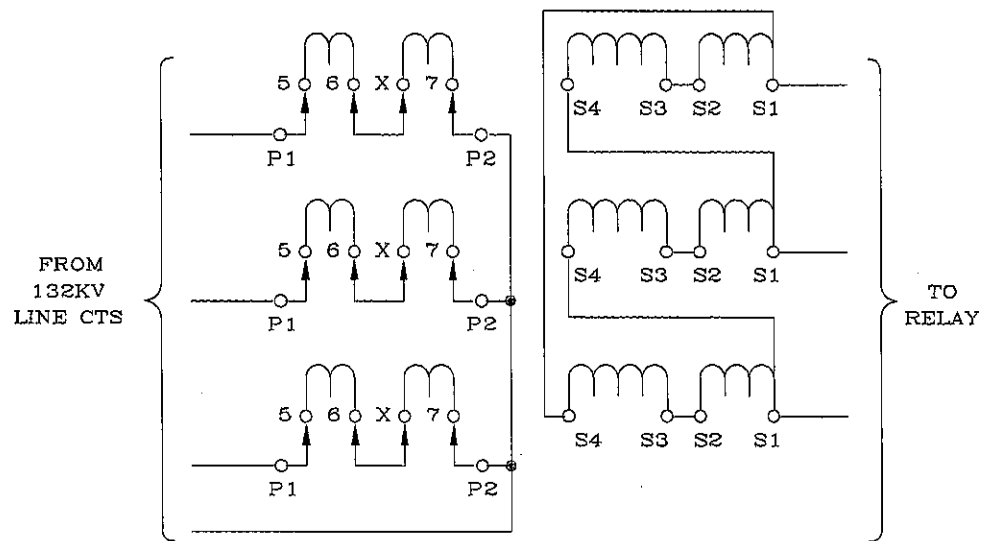 5 6 X 7
P1 P2
S4 S3 S2 S1
5 6 X 7
P1 P2
S4 S3 S2 S1
FROM
132KV
LINE CTS
TO
RELAY
5 6 X 7
P1 P2
S4 S3 S2 S1